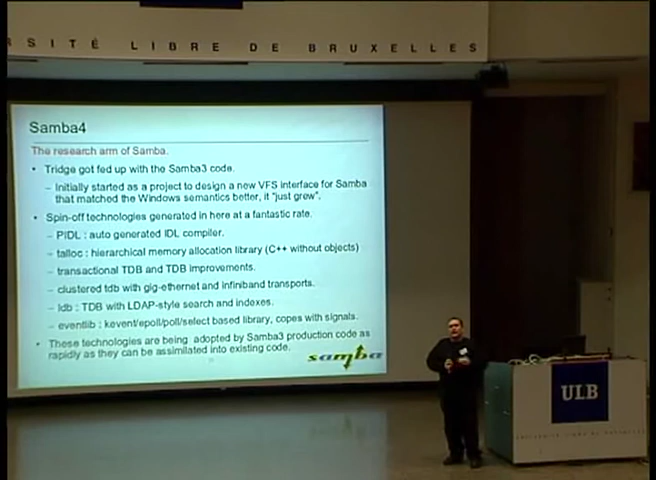 SITÉ LIBRE DE BRUXELLES
Samba4
The research arm of Samba.
• Tridge got fed up with the Samba3 code.
– Initially started as a project to design a new VFS interface for Samba
that matched the Windows semantics better, it "just grew".
• Spin-off technologies generated in here at a fantastic rate.
– PIDL : auto generated IDL compiler.
– talloc : hierarchical memory allocation library (C++ without objects)
– transactional TDB and TDB improvements.
– clustered tdb with gig-ethernet and infiniband transports.
– ldb : TDB with LDAP-style search and indexes.
– eventlib : kevent/epoll/poll/select based library, copes with signals.
• These technologies are being adopted by Samba3 production code as
rapidly as they can be assimilated into existing code.
samba
ULB
UNIVERSITÉ LIBRE DE BRUXELLES